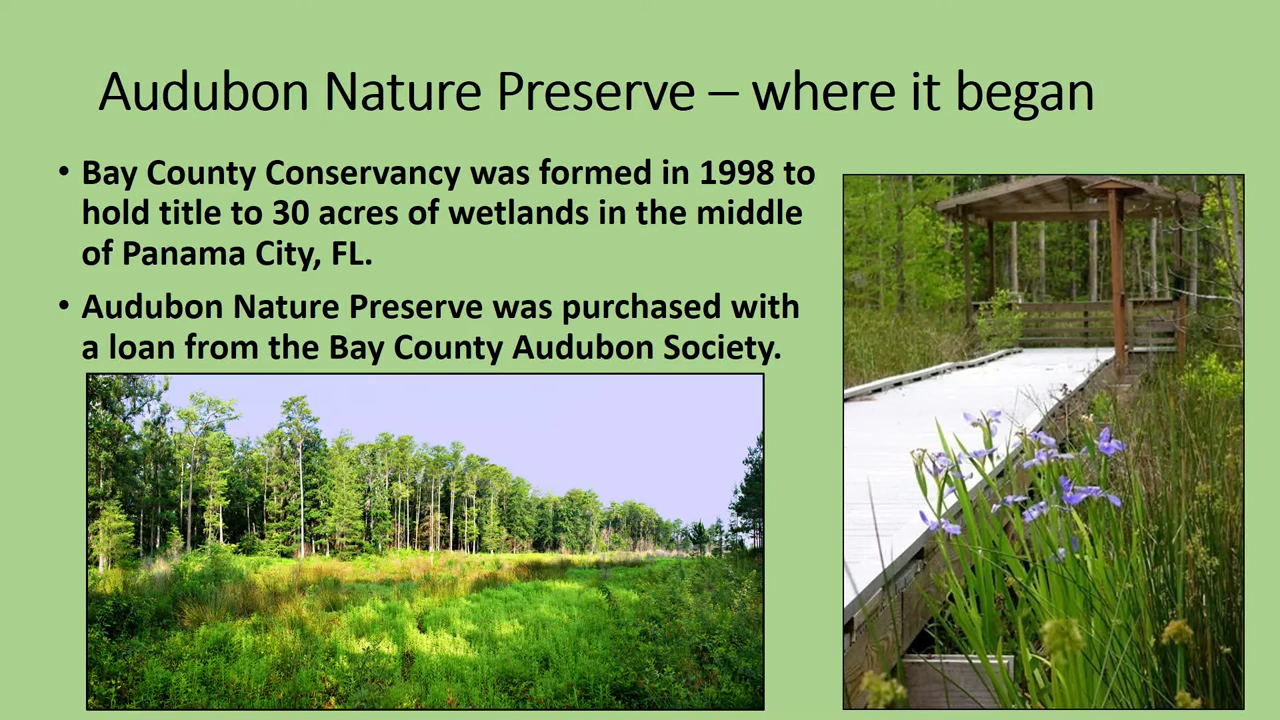 Audubon Nature Preserve – where it began
• Bay County Conservancy was formed in 1998 to
hold title to 30 acres of wetlands in the middle
of Panama City, FL.
• Audubon Nature Preserve was purchased with
a loan from the Bay County Audubon Society.